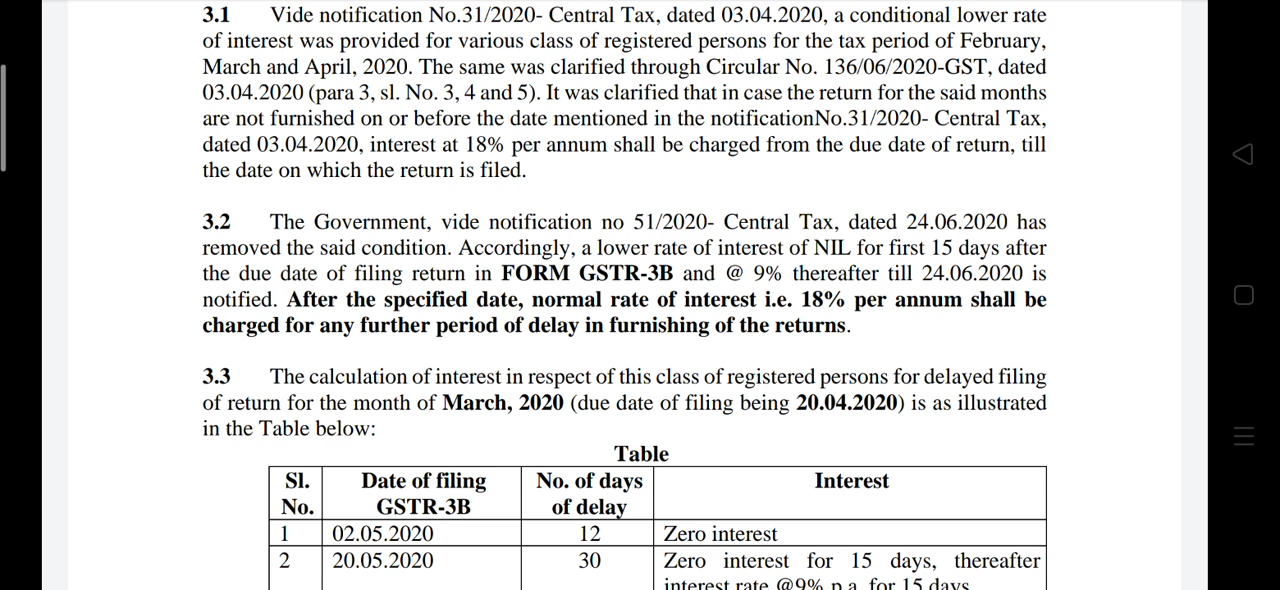 3.1 Vide notification No.31/2020- Central Tax, dated 03.04.2020, a conditional lower rate
of interest was provided for various class of registered persons for the tax period of February,
March and April, 2020. The same was clarified through Circular No. 136/06/2020-GST, dated
03.04.2020 (para 3, sl. No. 3, 4 and 5). It was clarified that in case the return for the said months
are not furnished on or before the date mentioned in the notificationNo.31/2020- Central Tax,
dated 03.04.2020, interest at 18% per annum shall be charged from the due date of return, till
the date on which the return is filed.
3.2 The Government, vide notification no 51/2020- Central Tax, dated 24.06.2020 has
removed the said condition. Accordingly, a lower rate of interest of NIL for first 15 days after
the due date of filing return in FORM GSTR-3B and @ 9% thereafter till 24.06.2020 is
notified. After the specified date, normal rate of interest i.e. 18% per annum shall be
charged for any further period of delay in furnishing of the returns.
3.3 The calculation of interest in respect of this class of registered persons for delayed filing
of return for the month of March, 2020 (due date of filing being 20.04.2020) is as illustrated
in the Table below:
Table
Sl. No. Date of filing GSTR-3B No. of days of delay Interest
1 02.05.2020 12 Zero interest
2 20.05.2020 30 Zero interest for 15 days, thereafter
interest rate @9% p.a. for 15 days